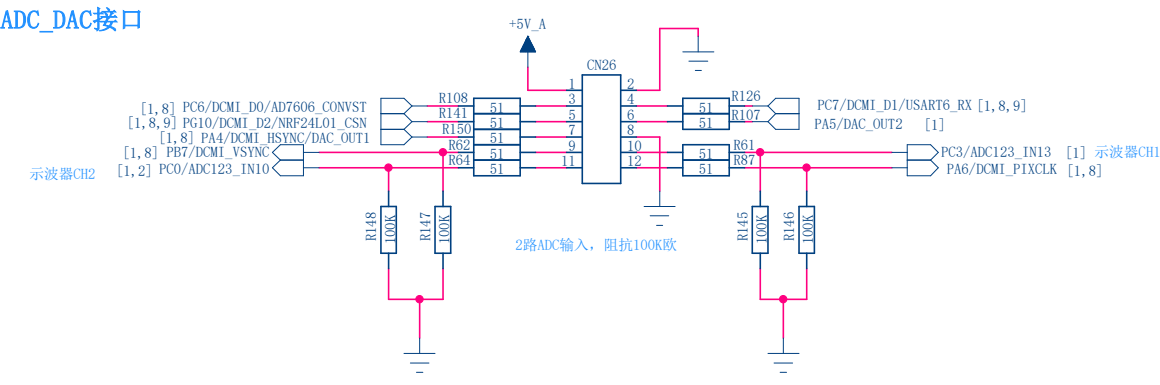 ADC_DAC接口
+5V_A
CN26
1 2
[1,8] PC6/DCMI_D0/AD7606_CONVST R108 51 3 4 51 R126 PC7/DCMI_D1/USART6_RX [1,8,9]
[1,8,9] PG10/DCMI_D2/NRF24L01_CSN R141 51 5 6 51 R107 PA5/DAC_OUT2 [1]
[1,8] PA4/DCMI_HSYNC/DAC_OUT1 R150 51 7 8
[1,8] PB7/DCMI_VSYNC R62 51 9 10 51 R61 PC3/ADC123_IN13 [1] 示波器CH1
示波器CH2 [1,2] PC0/ADC123_IN10 R64 51 11 12 51 R87 PA6/DCMI_PIXCLK [1,8]
R148 100K R147 100K R145 100K R146 100K
2路ADC输入，阻抗100K欧